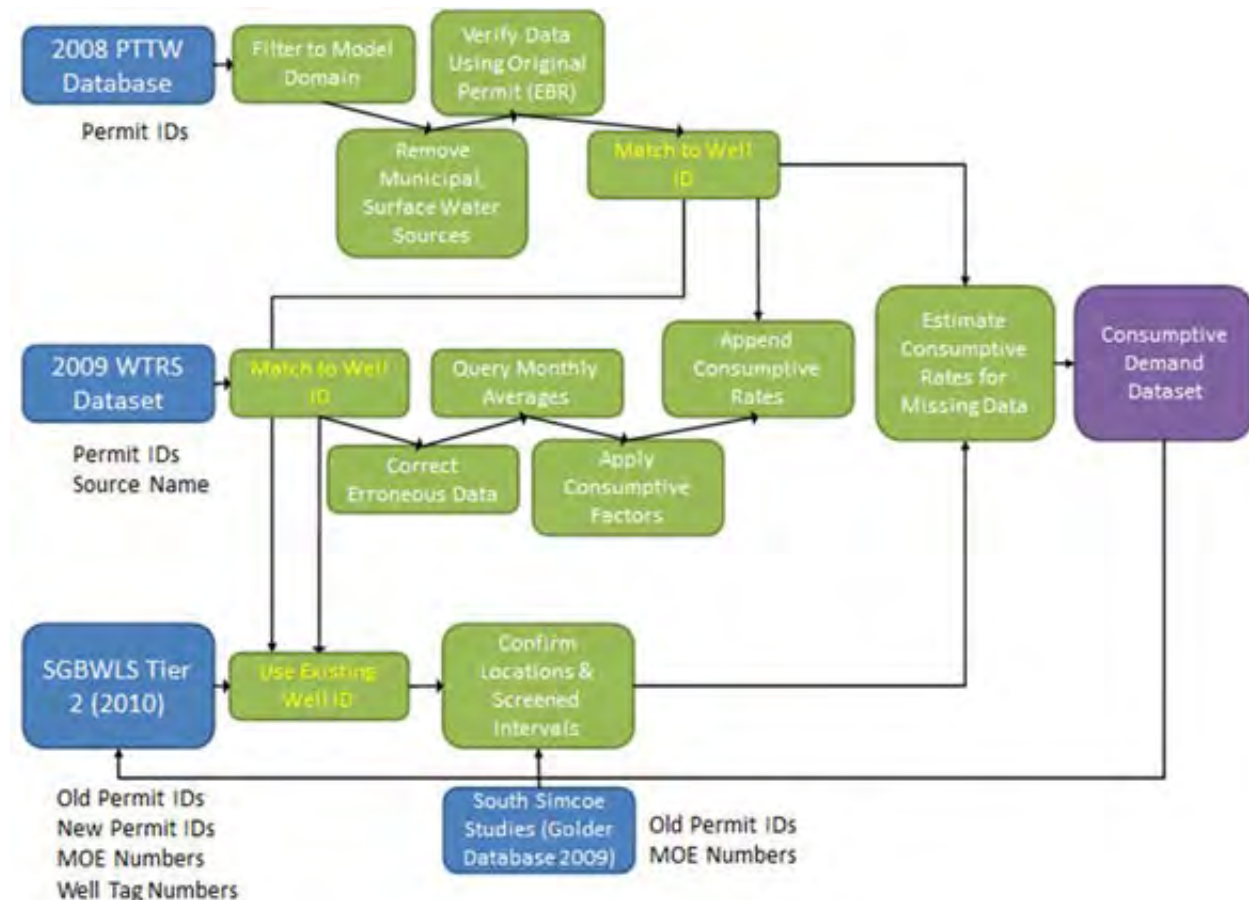 2008 PTTW
Database
Permit IDs
Filter to Model
Domain
Verify Data
Using Original
Permit (EBR)
Remove
Municipal,
Surface Water
Sources
Match to Well
ID
2009 WTRS
Dataset
Permit IDs
Source Name
Match to Well
ID
Query Monthly
Averages
Correct
Erroneous Data
Apply
Consumptive
Factors
Append
Consumptive
Rates
Estimate
Consumptive
Rates for
Missing Data
Consumptive
Demand
Dataset
SGBWLS Tier
2 (2010)
Old Permit IDs
New Permit IDs
MOE Numbers
Well Tag Numbers
Use Existing
Well ID
Confirm
Locations &
Screened
Intervals
South Simcoe
Studies (Golder
Database 2009)
Old Permit IDs
MOE Numbers